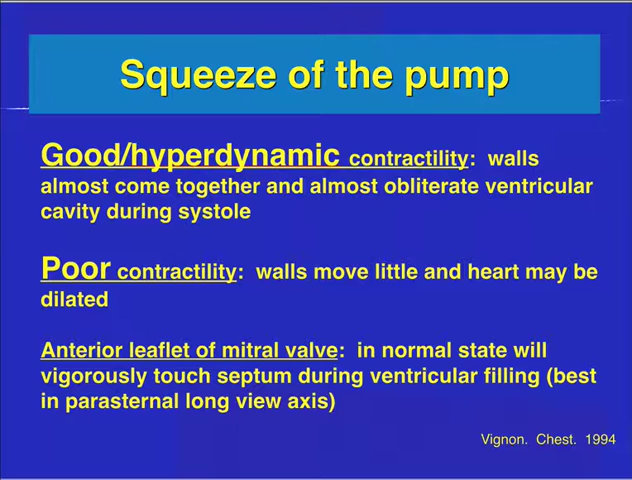 Squeeze of the pump
Good/hyperdynamic contractility: walls
almost come together and almost obliterate ventricular
cavity during systole
Poor contractility: walls move little and heart may be
dilated
Anterior leaflet of mitral valve: in normal state will
vigorously touch septum during ventricular filling (best
in parasternal long view axis)
Vignon. Chest. 1994